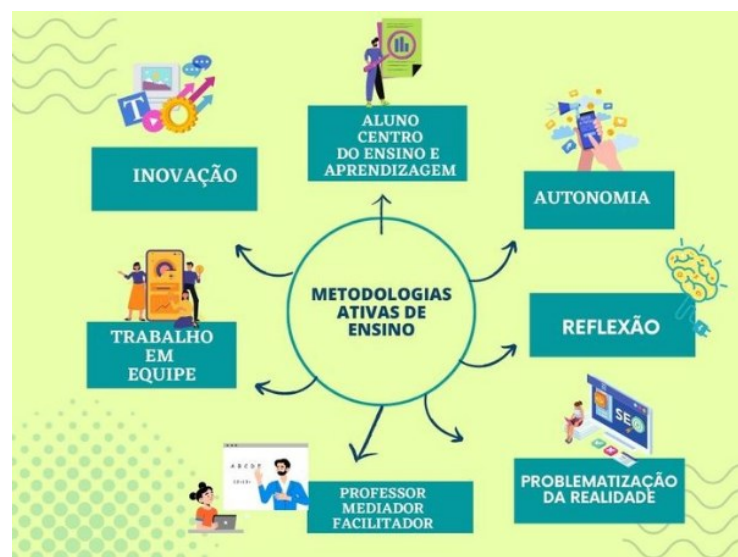 ALUNO
CENTRO
DO ENSINO E
APRENDIZAGEM
INOVAÇÃO
AUTONOMIA
METODOLOGIAS
ATIVAS DE
ENSINO
REFLEXÃO
TRABALHO
EM
EQUIPE
SEO
PROBLEMATIZAÇÃO
DA REALIDADE
A B C D E
PROFESSOR
MEDIADOR
FACILITADOR
T